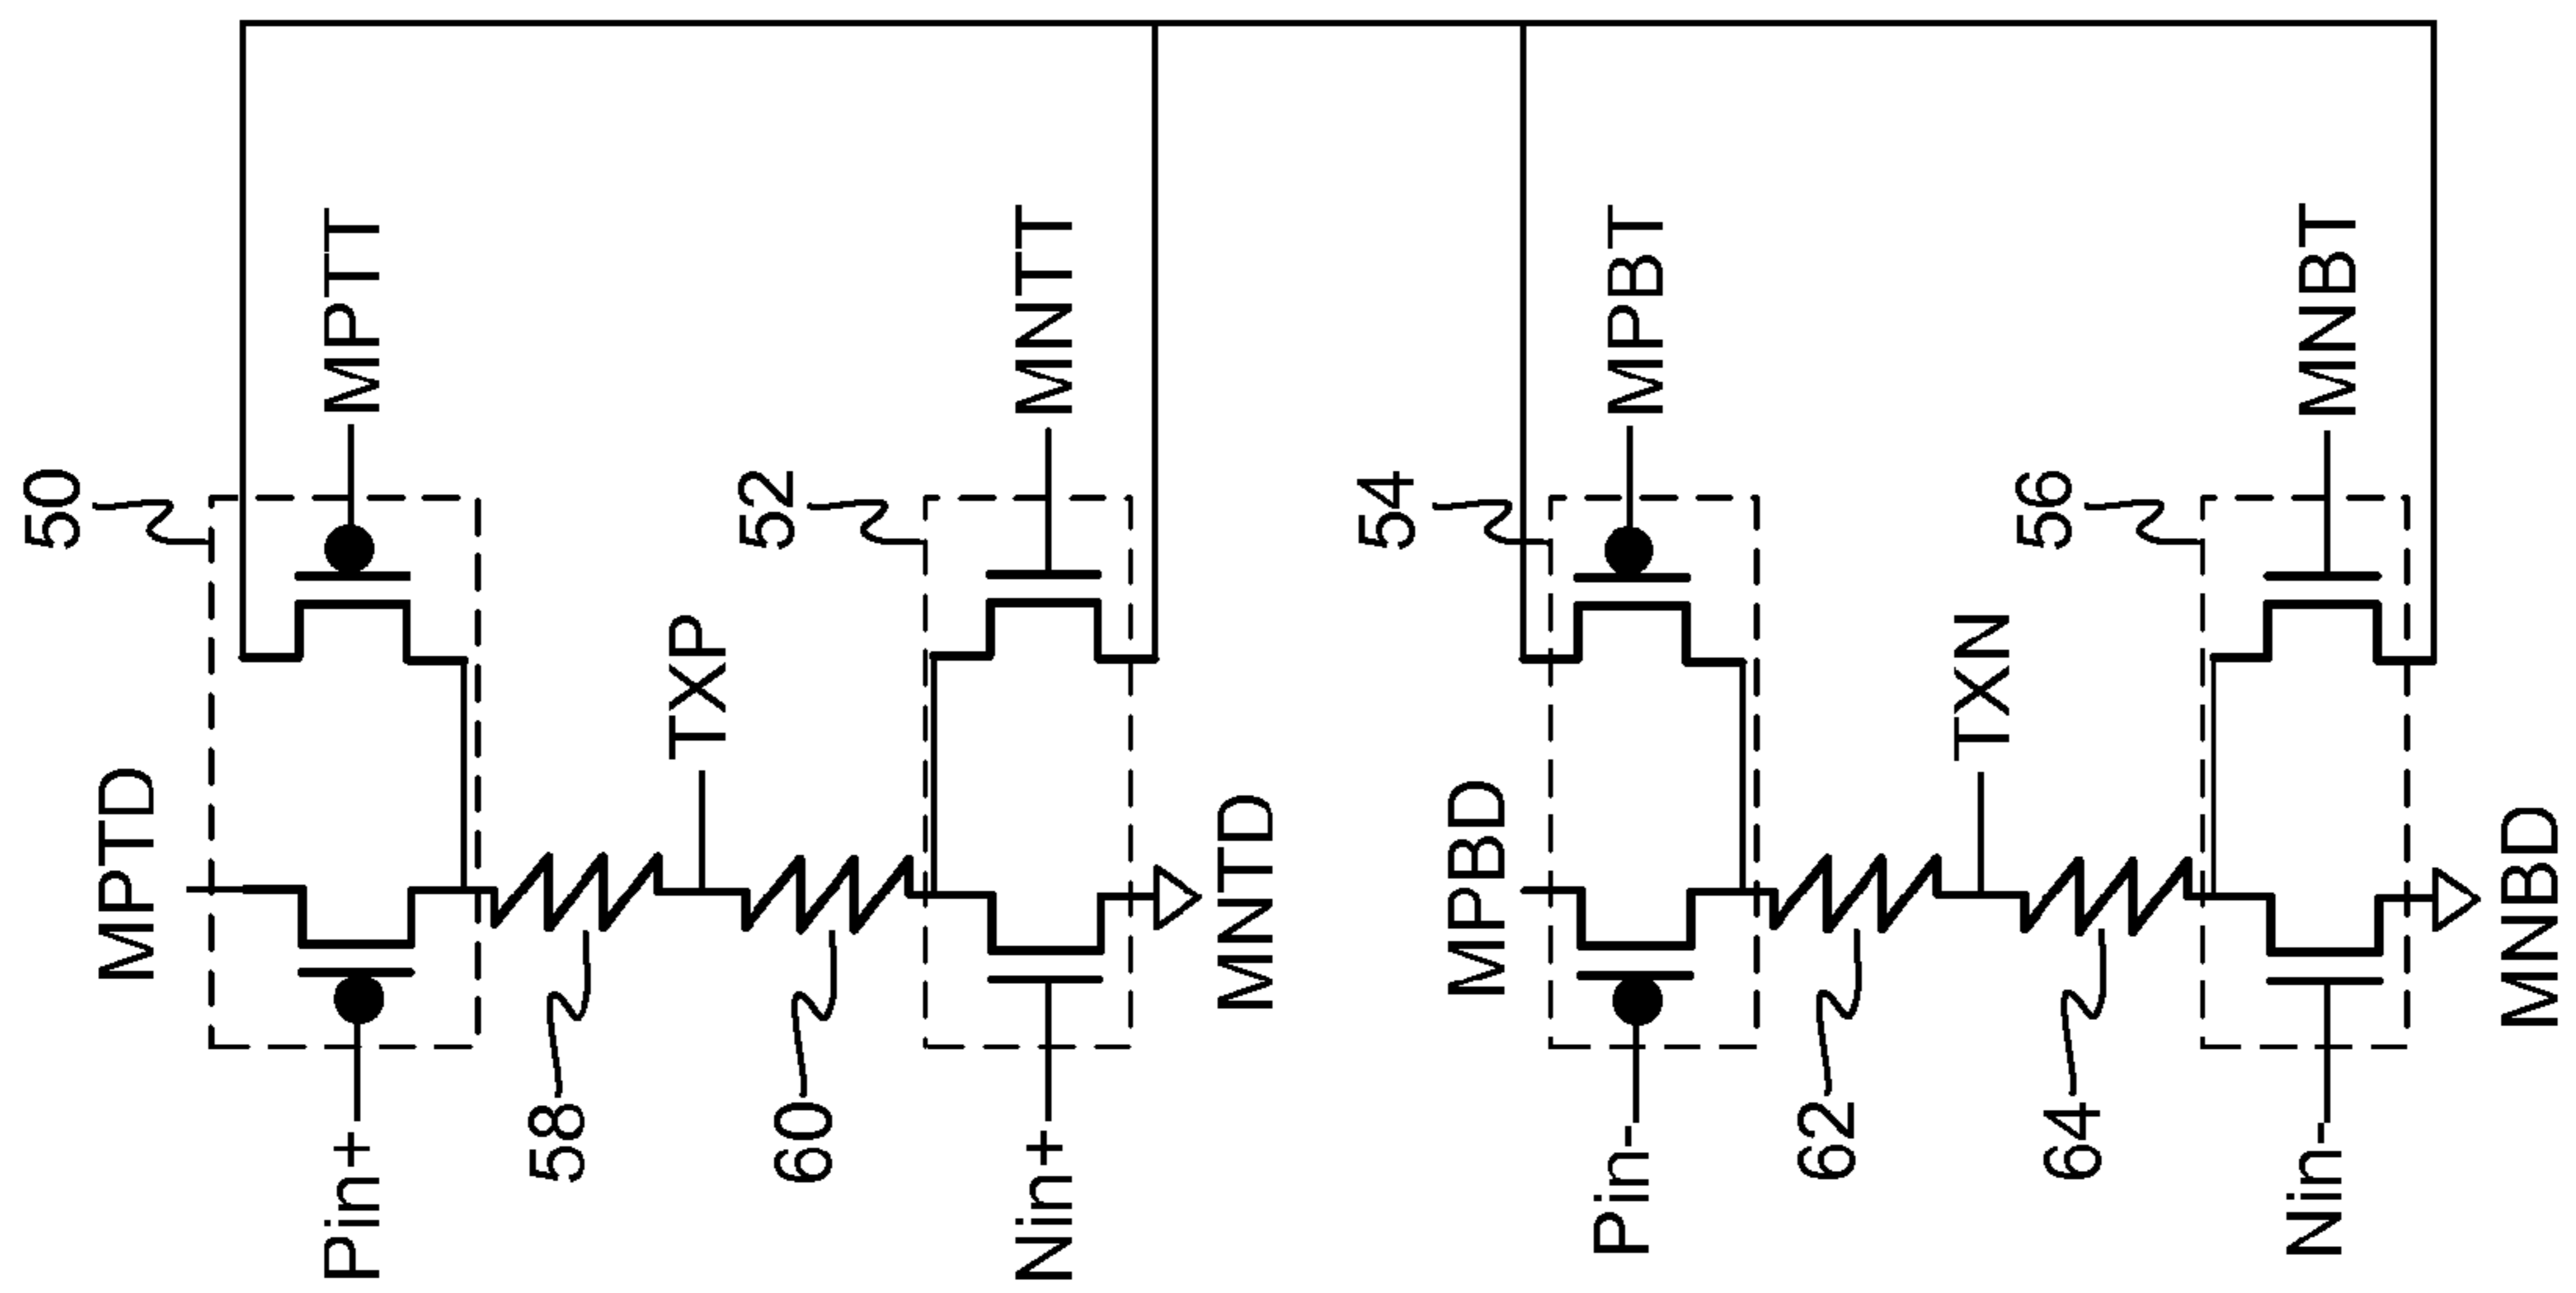 50
MPTD
MPTT
Pin+
58
TXP
60
52
MNTT
Nin+
MNTD
54
MPBD
MPBT
Pin-
62
TXN
64
56
MNBT
Nin-
MNBD